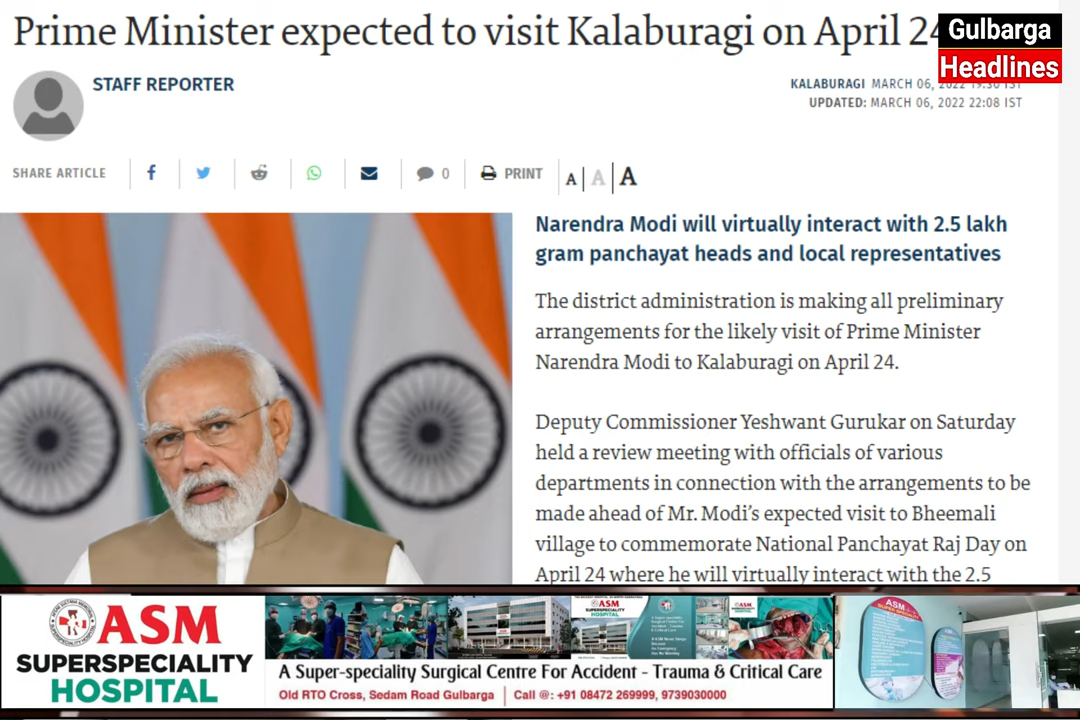 Prime Minister expected to visit Kalaburagi on April 24
Gulbarga
Headlines
STAFF REPORTER
KALABURAGI MARCH 06, 2022 19:30 IST
UPDATED: MARCH 06, 2022 22:08 IST
SHARE ARTICLE
0
PRINT
A A A
Narendra Modi will virtually interact with 2.5 lakh
gram panchayat heads and local representatives
The district administration is making all preliminary
arrangements for the likely visit of Prime Minister
Narendra Modi to Kalaburagi on April 24.
Deputy Commissioner Yeshwant Gurukar on Saturday
held a review meeting with officials of various
departments in connection with the arrangements to be
made ahead of Mr. Modi’s expected visit to Bheemali
village to commemorate National Panchayat Raj Day on
April 24 where he will virtually interact with the 2.5
ASM
SUPERSPECIALITY
HOSPITAL
A Super-speciality Surgical Centre For Accident - Trauma & Critical Care
Old RTO Cross, Sedam Road Gulbarga
Call @: +91 08472 269999, 9739030000